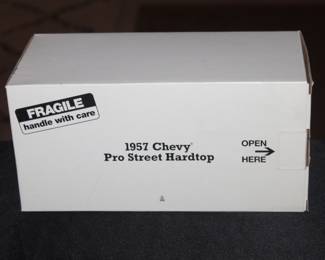 FRAGILE
handle with care
1957 Chevy
Pro Street Hardtop
OPEN
HERE